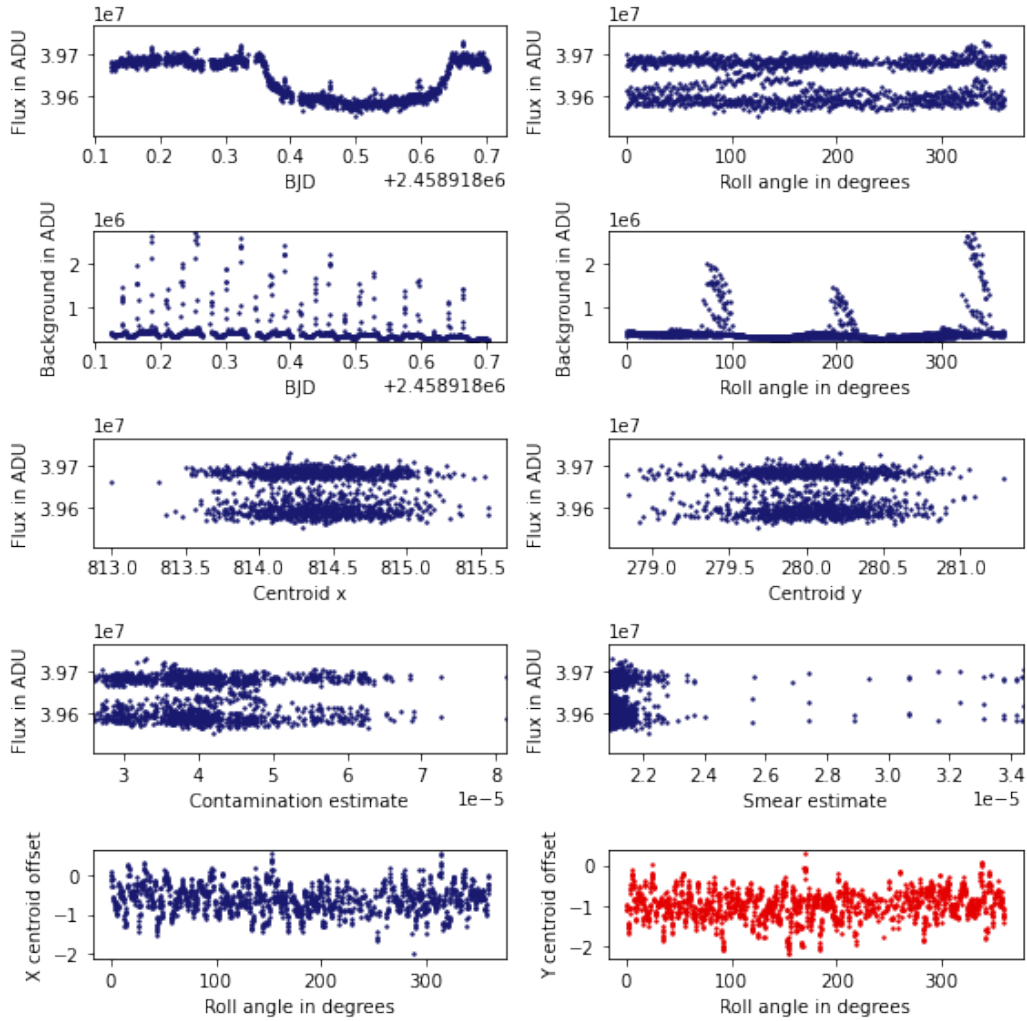 1e7
1e7
Flux in ADU
3.97
3.96
Flux in ADU
3.97
3.96
0.1 0.2 0.3 0.4 0.5 0.6 0.7
0 100 200 300
BJD +2.458918e6
Roll angle in degrees
1e6
1e6
Background in ADU
2
1
Background in ADU
2
1
0.1 0.2 0.3 0.4 0.5 0.6 0.7
0 100 200 300
BJD +2.458918e6
Roll angle in degrees
1e7
1e7
Flux in ADU
3.97
3.96
Flux in ADU
3.97
3.96
813.0 813.5 814.0 814.5 815.0 815.5
279.0 279.5 280.0 280.5 281.0
Centroid x
Centroid y
1e7
1e7
Flux in ADU
3.97
3.96
Flux in ADU
3.97
3.96
3 4 5 6 7 8
2.2 2.4 2.6 2.8 3.0 3.2 3.4
Contamination estimate 1e−5
Smear estimate 1e−5
X centroid offset
0
−1
−2
Y centroid offset
0
−1
−2
0 100 200 300
0 100 200 300
Roll angle in degrees
Roll angle in degrees